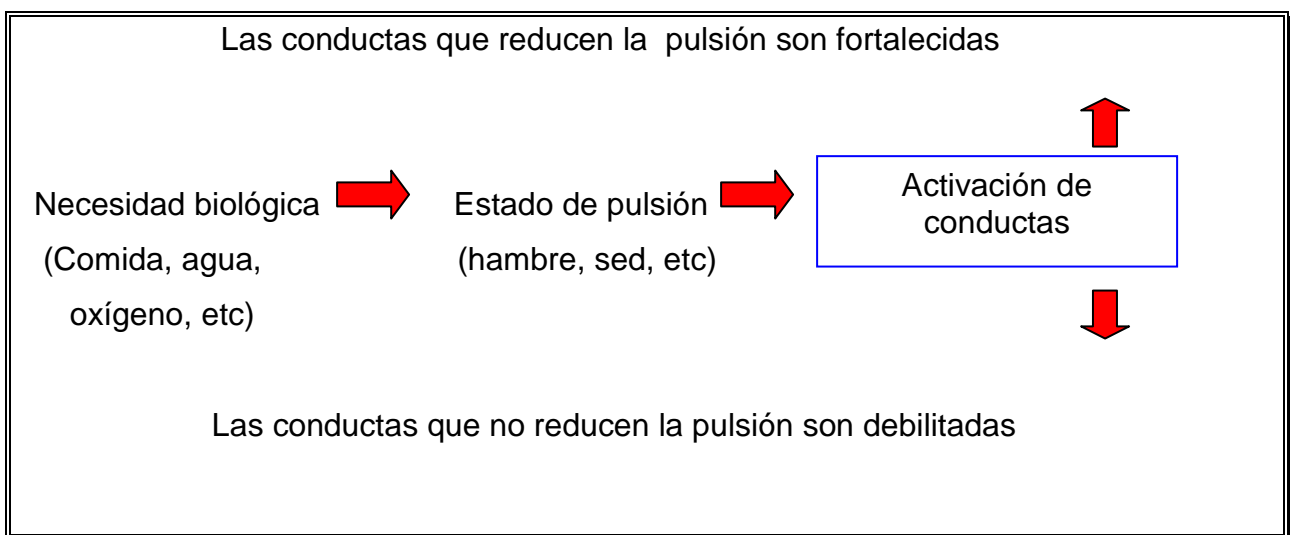 Las conductas que reducen la pulsión son fortalecidas
Necesidad biológica
(Comida, agua,
oxígeno, etc)
Estado de pulsión
(hambre, sed, etc)
Activación de
conductas
Las conductas que no reducen la pulsión son debilitadas